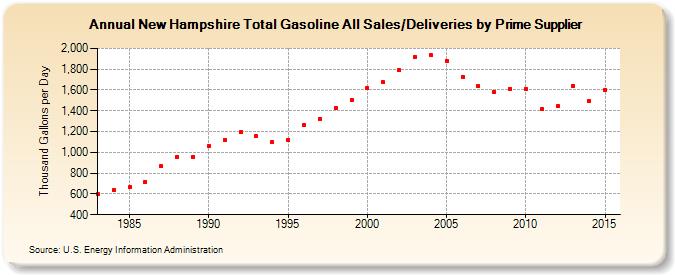 Annual New Hampshire Total Gasoline All Sales/Deliveries by Prime Supplier
Thousand Gallons per Day
2,000
1,800
1,600
1,400
1,200
1,000
800
600
400
1985 1990 1995 2000 2005 2010 2015
Source: U.S. Energy Information Administration